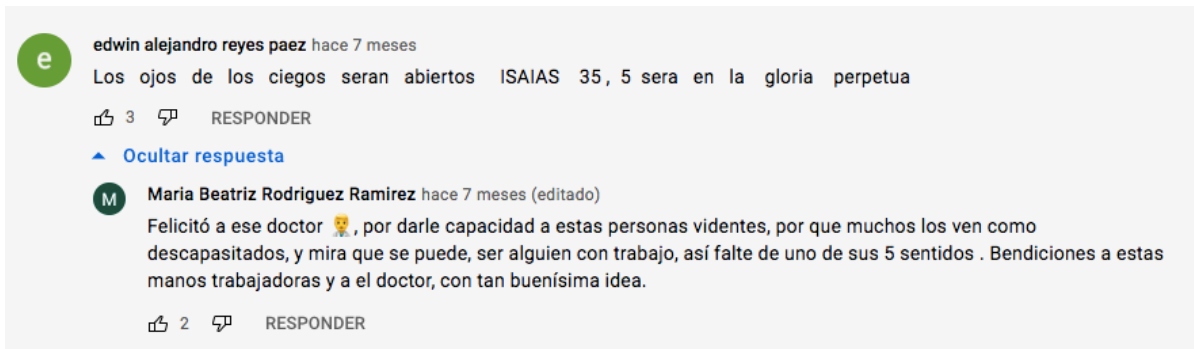 e
edwin alejandro reyes paez hace 7 meses
Los ojos de los ciegos seran abiertos ISAIAS 35, 5 sera en la gloria perpetua
3 RESPONDER
Ocultar respuesta
M
Maria Beatriz Rodriguez Ramirez hace 7 meses (editado)
Felicitó a ese doctor 👨‍⚕️, por darle capacidad a estas personas videntes, por que muchos los ven como
descapasitados, y mira que se puede, ser alguien con trabajo, así falte de uno de sus 5 sentidos . Bendiciones a estas
manos trabajadoras y a el doctor, con tan buenísima idea.
2 RESPONDER